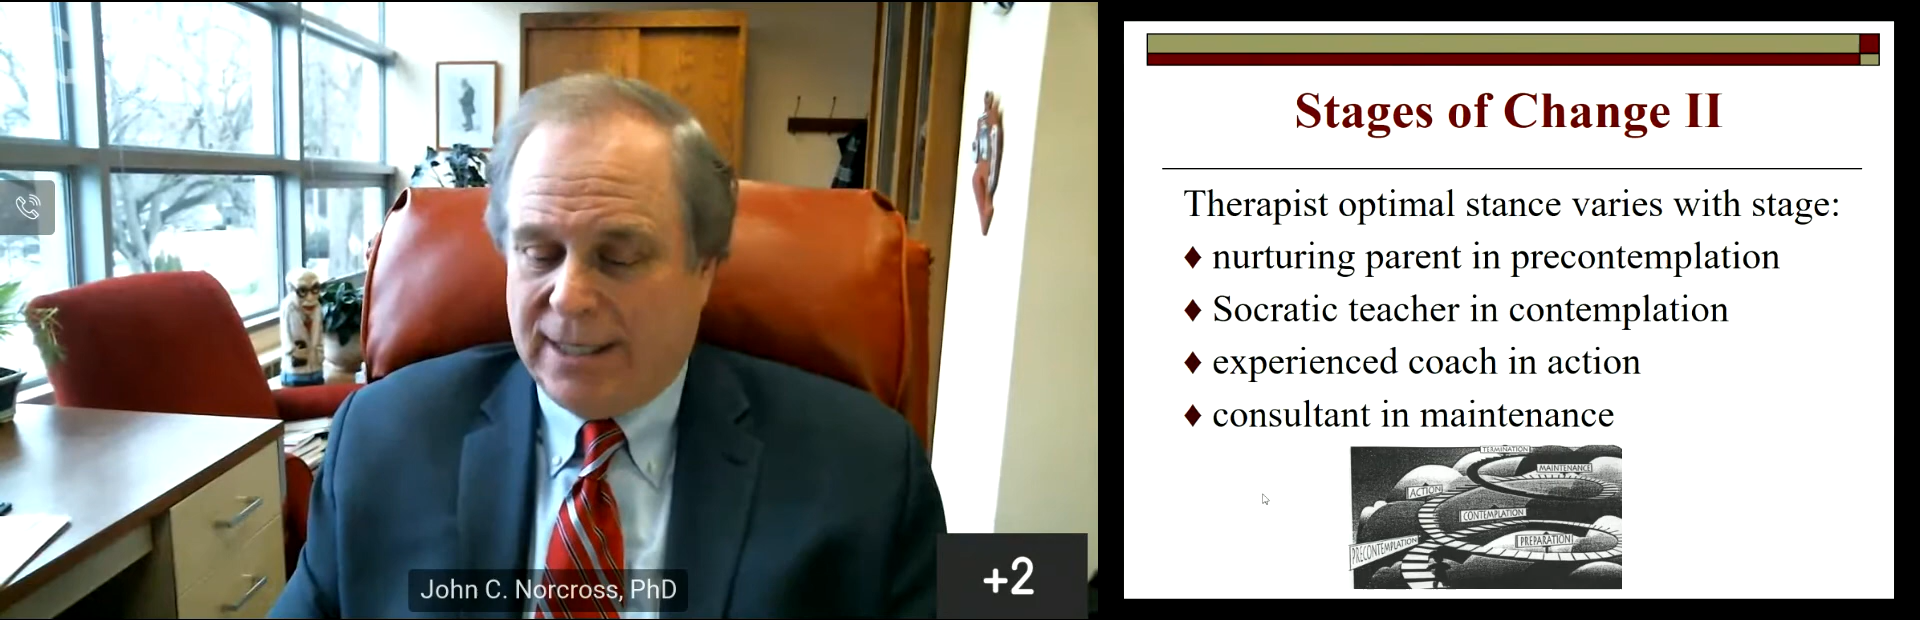 John C. Norcross, PhD
+2
Stages of Change II
Therapist optimal stance varies with stage:
♦ nurturing parent in precontemplation
♦ Socratic teacher in contemplation
♦ experienced coach in action
♦ consultant in maintenance
TERMINATION
MAINTENANCE
ACTION
CONTEMPLATION
PREPARATION
PRECONTEMPLATION